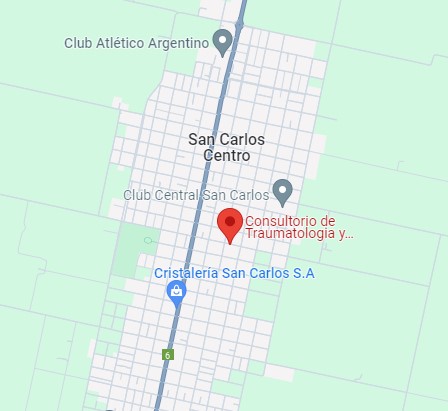 Club Atlético Argentino
San Carlos
Centro
Club Central San Carlos
Consultorio de
Traumatologia y...
Cristalería San Carlos S.A
6